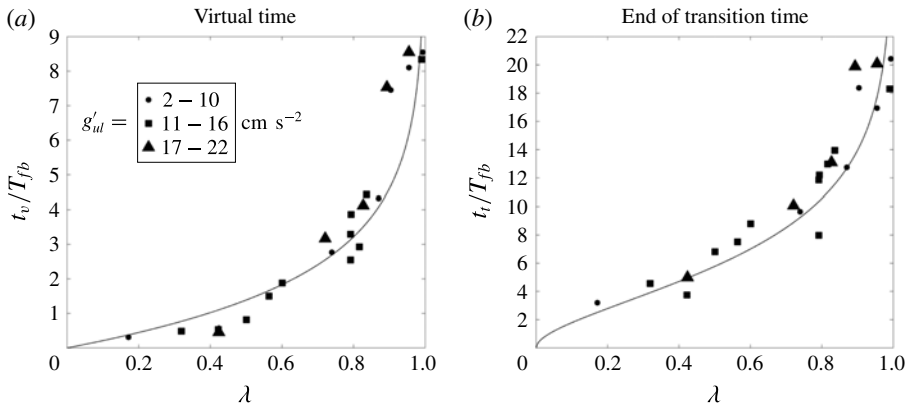 (a) Virtual time
9
8
7
6
5
4
3
2
1
0
t_v/T_fb
g′_ul = 2 – 10
11 – 16
17 – 22
cm s⁻²
0.2 0.4 0.6 0.8 1.0
λ
(b) End of transition time
22
20
18
16
14
12
10
8
6
4
2
t_t/T_fb
0 0.2 0.4 0.6 0.8 1.0
λ